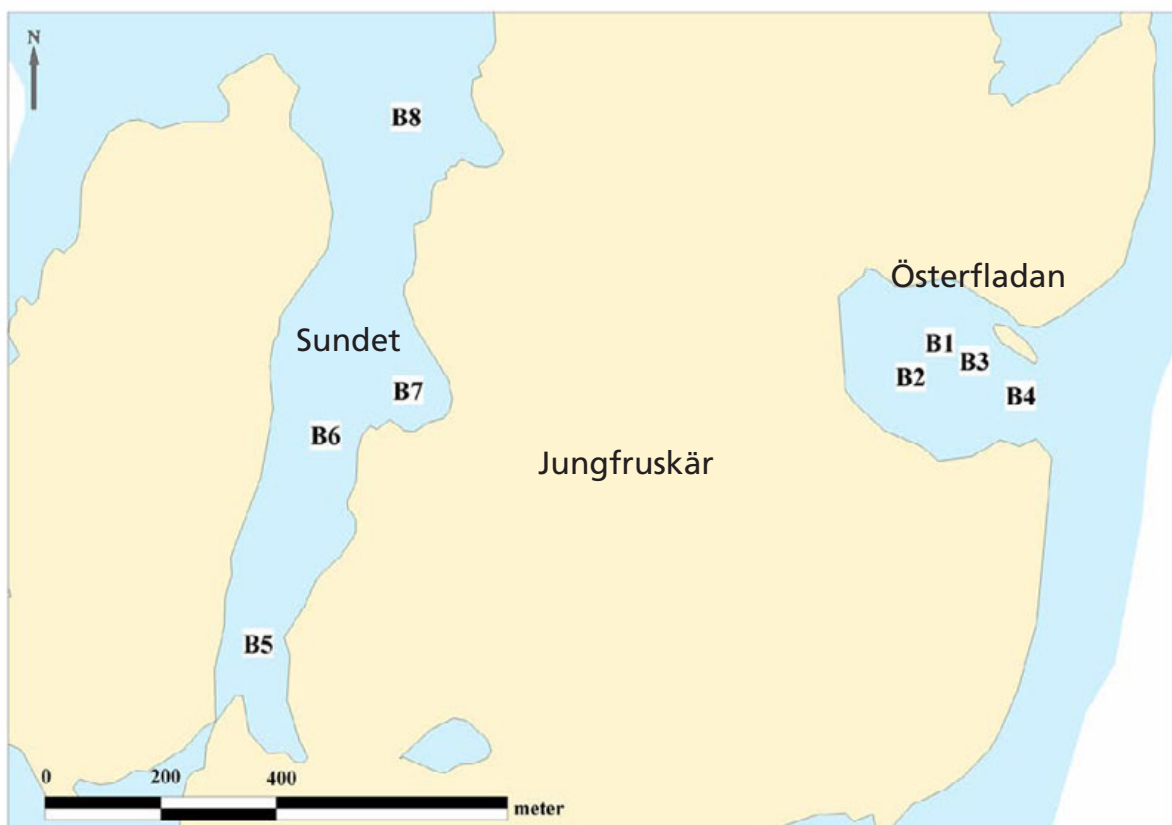 N
B8
Österfladan
Sundet
B1
B3
B7
B2
B4
B6
Jungfruskär
B5
0 200 400
meter